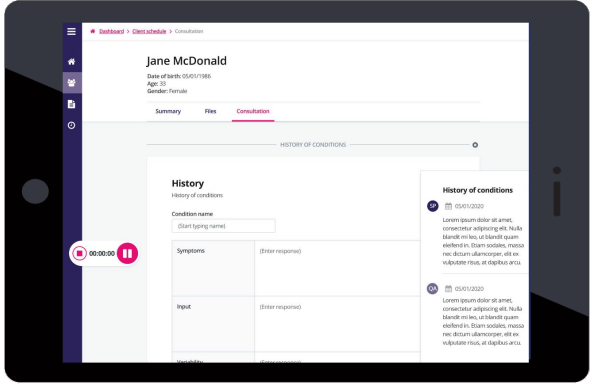 Dashboard > Client schedule > Consultation
Jane McDonald
Date of birth: 05/01/1986
Age: 33
Gender: Female
Summary Files Consultation
HISTORY OF CONDITIONS
History
History of conditions
Condition name
(Start typing name)
Symptoms (Enter response)
Input (Enter response)
Variability (Enter response)
00:00:00
History of conditions
SP 05/01/2020
Lorem ipsum dolor sit amet,
consectetur adipiscing elit. Nulla
blandit mi leo, ut blandit quam
eleifend in. Etiam sodales, massa
nec dictum ullamcorper, elit ex
vulputate risus, at dapibus arcu.
QA 05/01/2020
Lorem ipsum dolor sit amet,
consectetur adipiscing elit. Nulla
blandit mi leo, ut blandit quam
eleifend in. Etiam sodales, massa
nec dictum ullamcorper, elit ex
vulputate risus, at dapibus arcu.